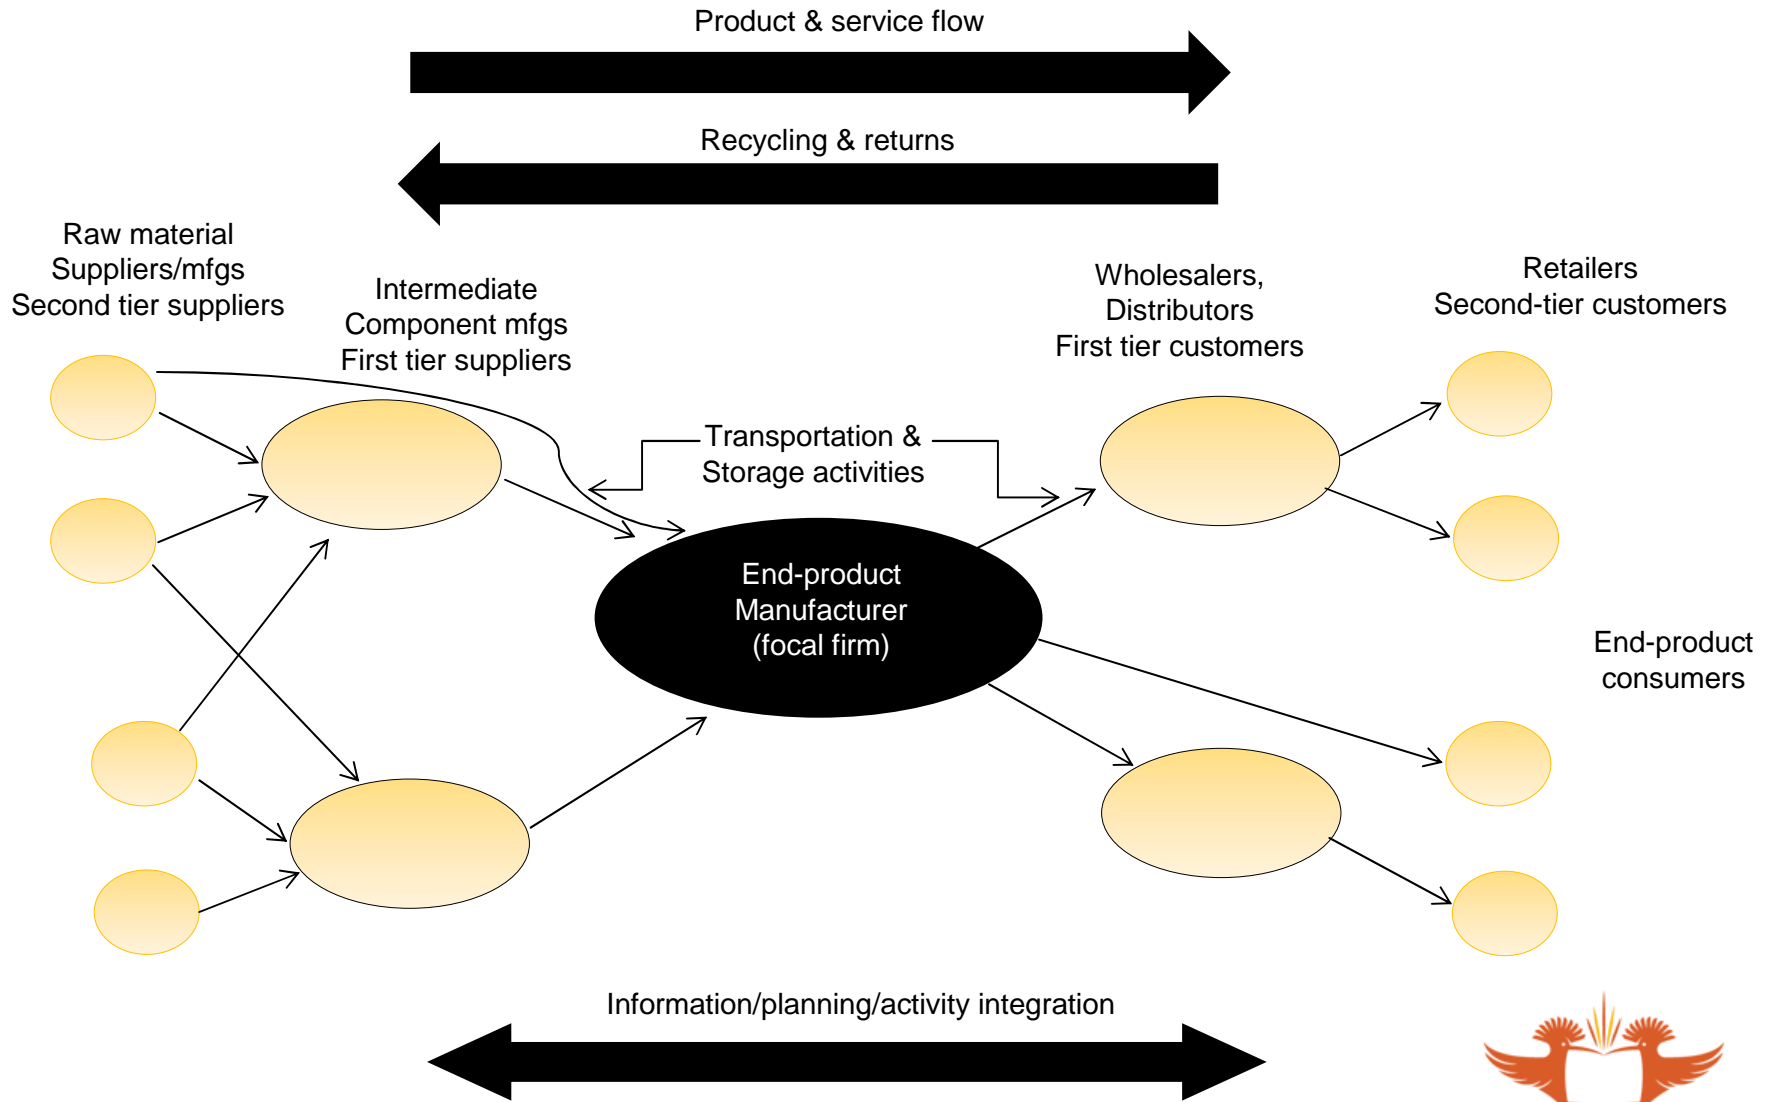 Product & service flow
Recycling & returns
Raw material
Suppliers/mfgs
Second tier suppliers
Intermediate
Component mfgs
First tier suppliers
Wholesalers,
Distributors
First tier customers
Retailers
Second-tier customers
Transportation &
Storage activities
End-product
Manufacturer
(focal firm)
End-product
consumers
Information/planning/activity integration